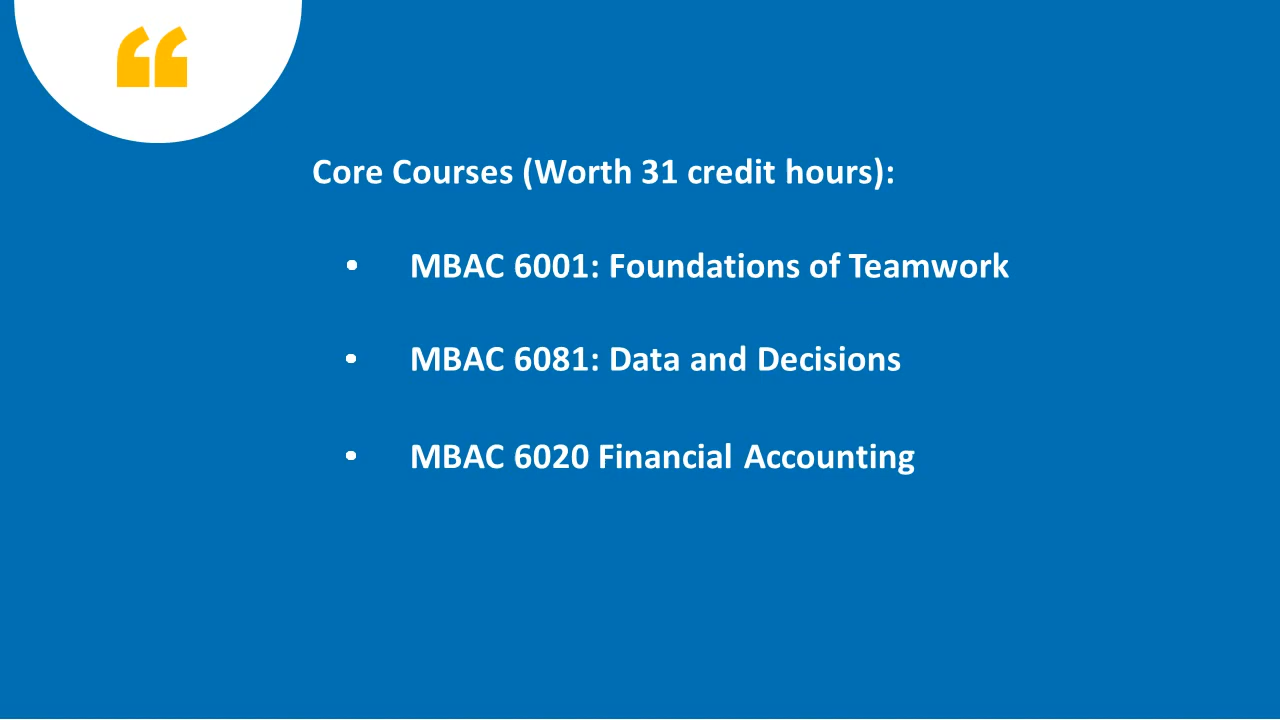 “
Core Courses (Worth 31 credit hours):
• MBAC 6001: Foundations of Teamwork
• MBAC 6081: Data and Decisions
• MBAC 6020 Financial Accounting